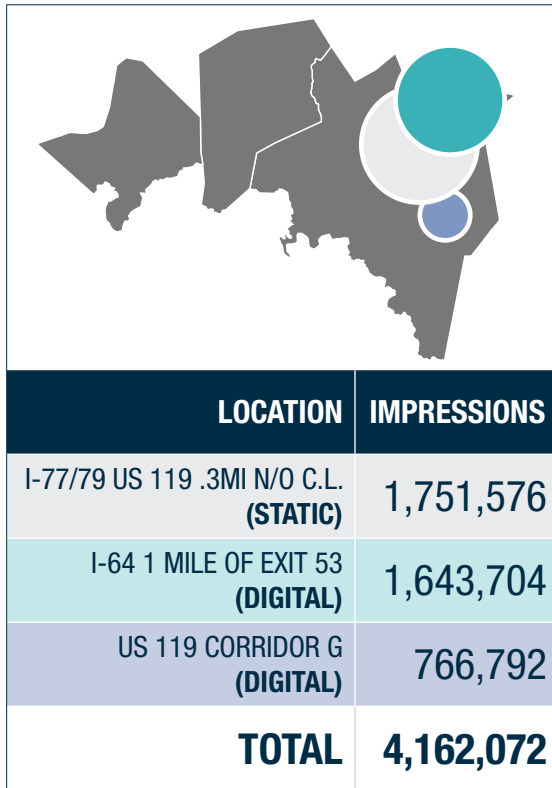 LOCATION IMPRESSIONS
I-77/79 US 119 .3MI N/O C.L.
(STATIC)
1,751,576
I-64 1 MILE OF EXIT 53
(DIGITAL)
1,643,704
US 119 CORRIDOR G
(DIGITAL)
766,792
TOTAL 4,162,072